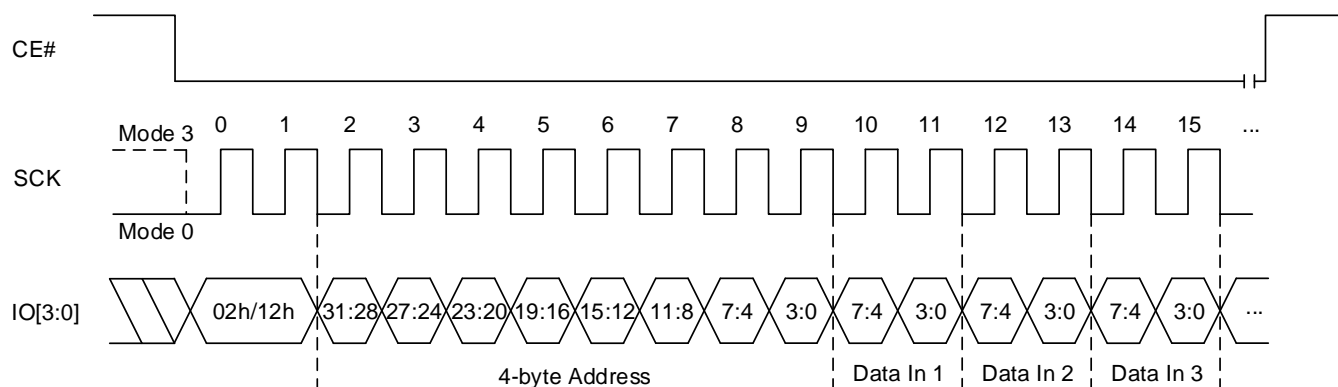 CE#
Mode 3
0 1 2 3 4 5 6 7 8 9 10 11 12 13 14 15 ...
SCK
Mode 0
IO[3:0]
02h/12h 31:28 27:24 23:20 19:16 15:12 11:8 7:4 3:0 7:4 3:0 7:4 3:0 7:4 3:0 ...
4-byte Address Data In 1 Data In 2 Data In 3